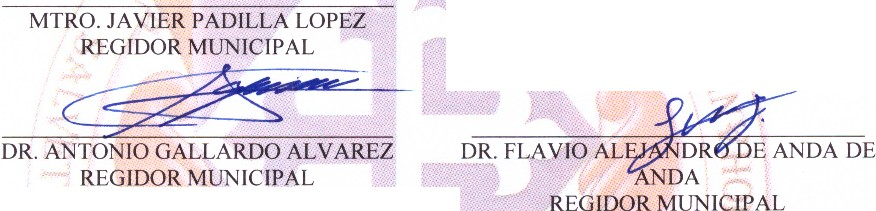 MTRO. JAVIER PADILLA LOPEZ
REGIDOR MUNICIPAL
DR. ANTONIO GALLARDO ALVAREZ
REGIDOR MUNICIPAL
DR. FLAVIO ALEJANDRO DE ANDA DE
ANDA
REGIDOR MUNICIPAL